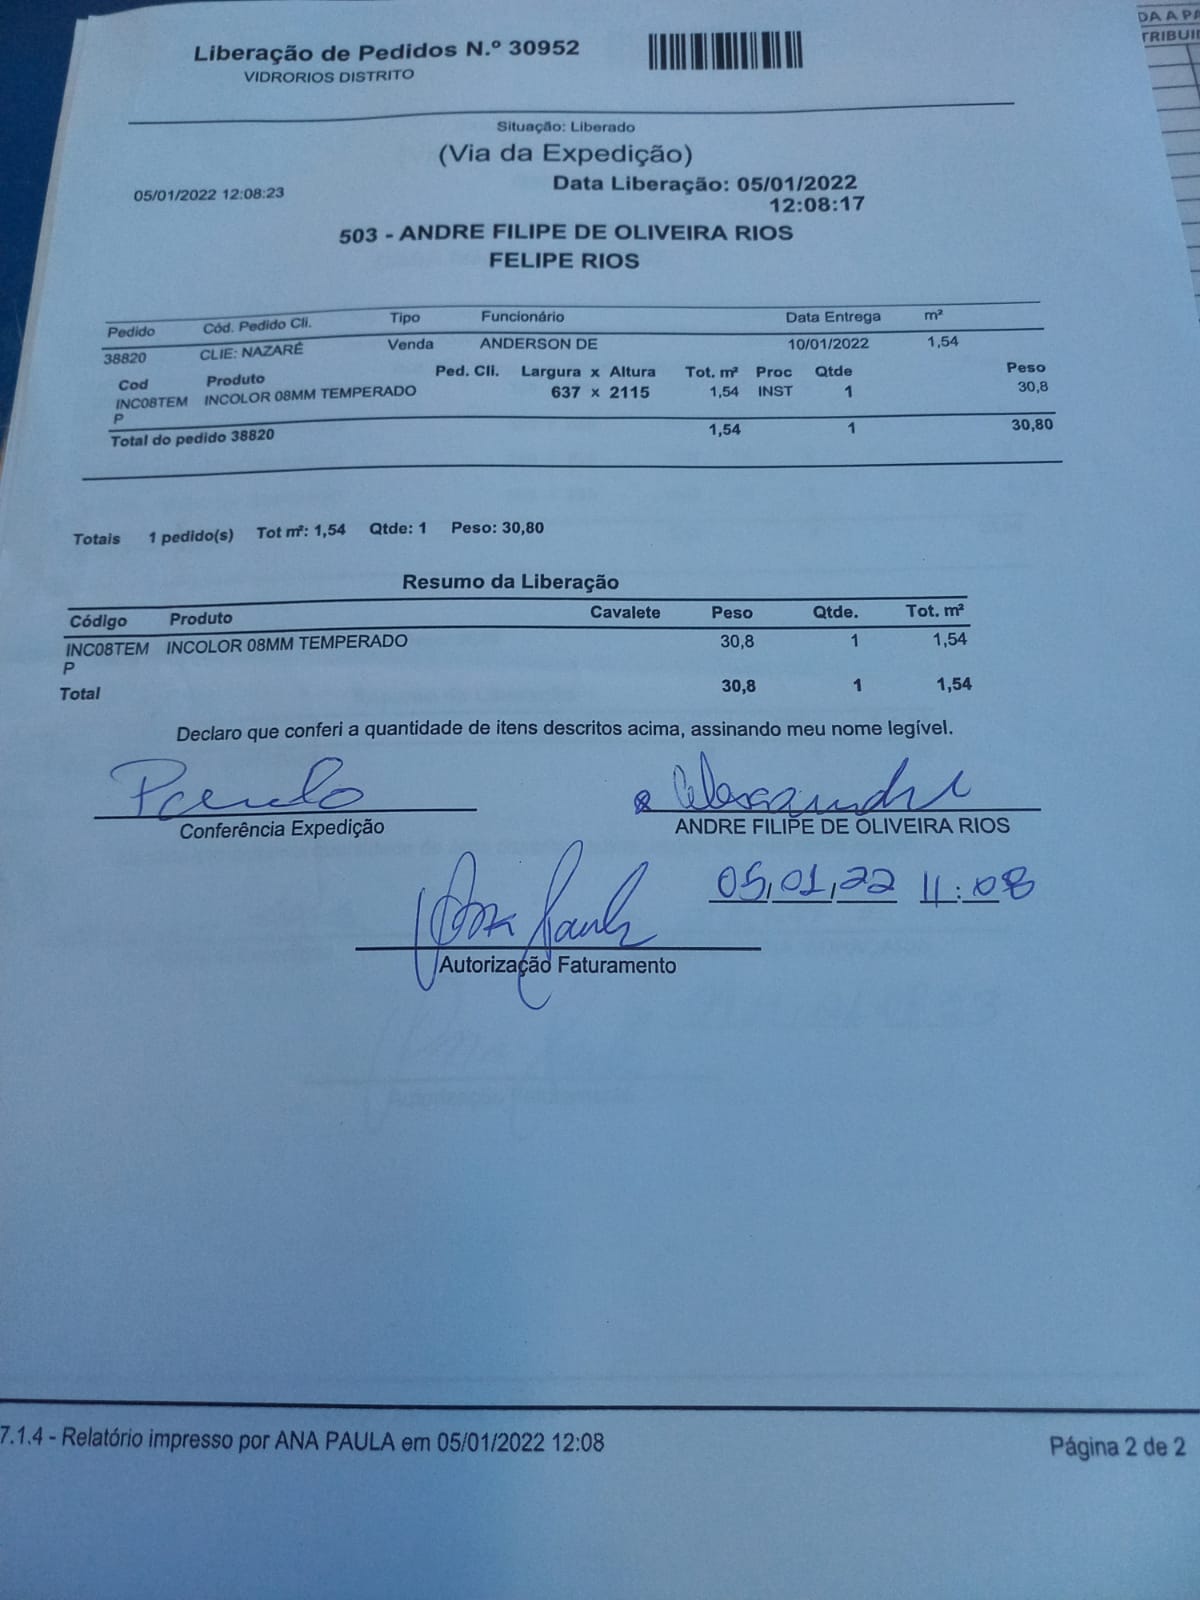 DA A PA
TRIBUI
Liberação de Pedidos N.º 30952
VIDRORIOS DISTRITO
Situação: Liberado
(Via da Expedição)
05/01/2022 12:08:23
Data Liberação: 05/01/2022
12:08:17
503 - ANDRE FILIPE DE OLIVEIRA RIOS
FELIPE RIOS
Pedido Cód. Pedido Cli. Tipo Funcionário Data Entrega m²
38820 CLIE: NAZARÉ Venda ANDERSON DE 10/01/2022 1,54
Cod Produto Ped. Cli. Largura x Altura Tot. m² Proc Qtde Peso
INC08TEM INCOLOR 08MM TEMPERADO 637 x 2115 1,54 INST 1 30,8
P
Total do pedido 38820 1,54 1 30,80
Totais 1 pedido(s) Tot m²: 1,54 Qtde: 1 Peso: 30,80
Resumo da Liberação
Código Produto Cavalete Peso Qtde. Tot. m²
INC08TEM INCOLOR 08MM TEMPERADO 30,8 1 1,54
P
Total 30,8 1 1,54
Declaro que conferi a quantidade de itens descritos acima, assinando meu nome legível.
Paulo Alessandre
Conferência Expedição ANDRE FILIPE DE OLIVEIRA RIOS
05/01/22 11:08
Ana Paula
Autorização Faturamento
7.1.4 - Relatório impresso por ANA PAULA em 05/01/2022 12:08
Página 2 de 2